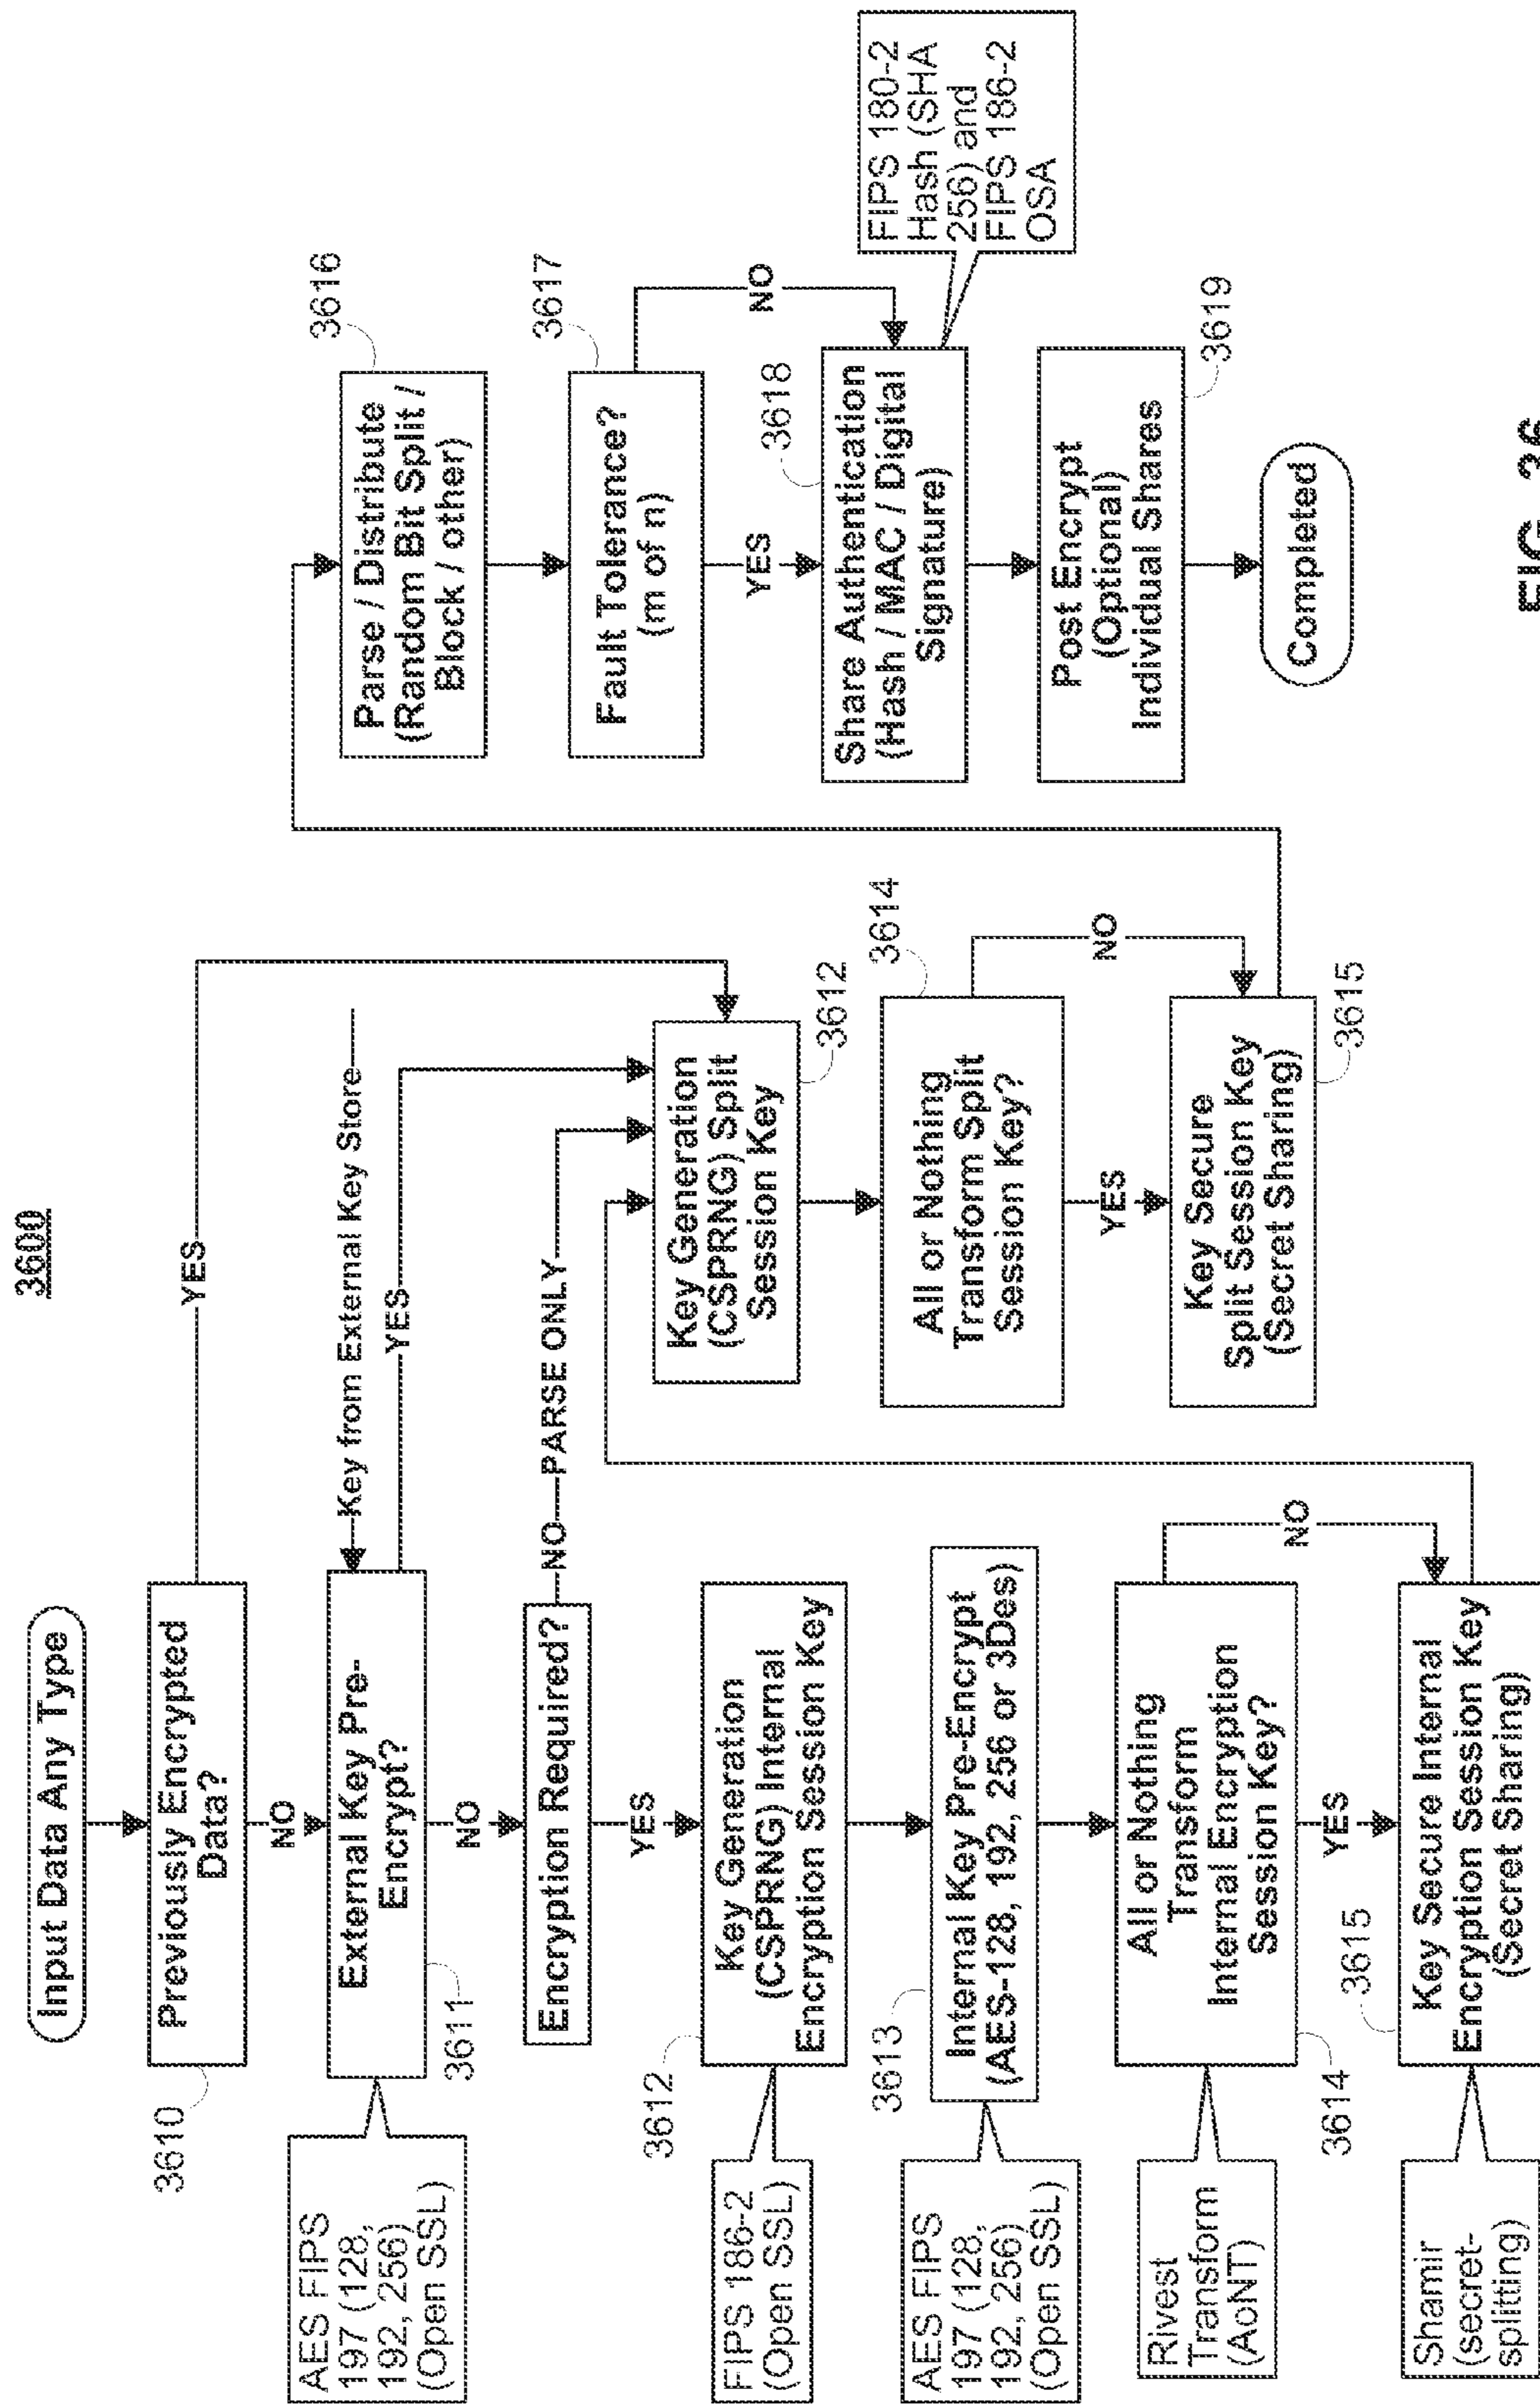 3600
Input Data Any Type
Previously Encrypted
Data?
3610
YES
NO
Key from External Key Store
External Key Pre-
Encrypt?
3611
AES FIPS
197 (128,
192, 256)
(Open SSL)
YES
NO
Encryption Required?
NO
PARSE ONLY
YES
Key Generation
(CSPRNG) Internal
Encryption Session Key
3612
FIPS 186-2
(Open SSL)
Internal Key Pre-Encrypt
(AES-128, 192, 256 or 3Des)
3613
AES FIPS
197 (128,
192, 256)
(Open SSL)
All or Nothing
Transform
Internal Encryption
Session Key?
3614
Rivest
Transform
(AoNT)
NO
YES
Key Secure Internal
Encryption Session Key
(Secret Sharing)
3615
Shamir
(secret-
splitting)
Key Generation
(CSPRNG) Split
Session Key
3612
All or Nothing
Transform Split
Session Key?
3614
NO
YES
Key Secure
Split Session Key
(Secret Sharing)
3615
Parse / Distribute
(Random Bit Split /
Block / other)
3616
Fault Tolerance?
(m of n)
3617
NO
YES
Share Authentication
(Hash / MAC / Digital
Signature)
3618
FIPS 180-2
Hash (SHA
256) and
FIPS 186-2
OSA
Post Encrypt
(Optional)
Individual Shares
3619
Completed
FIG. 36